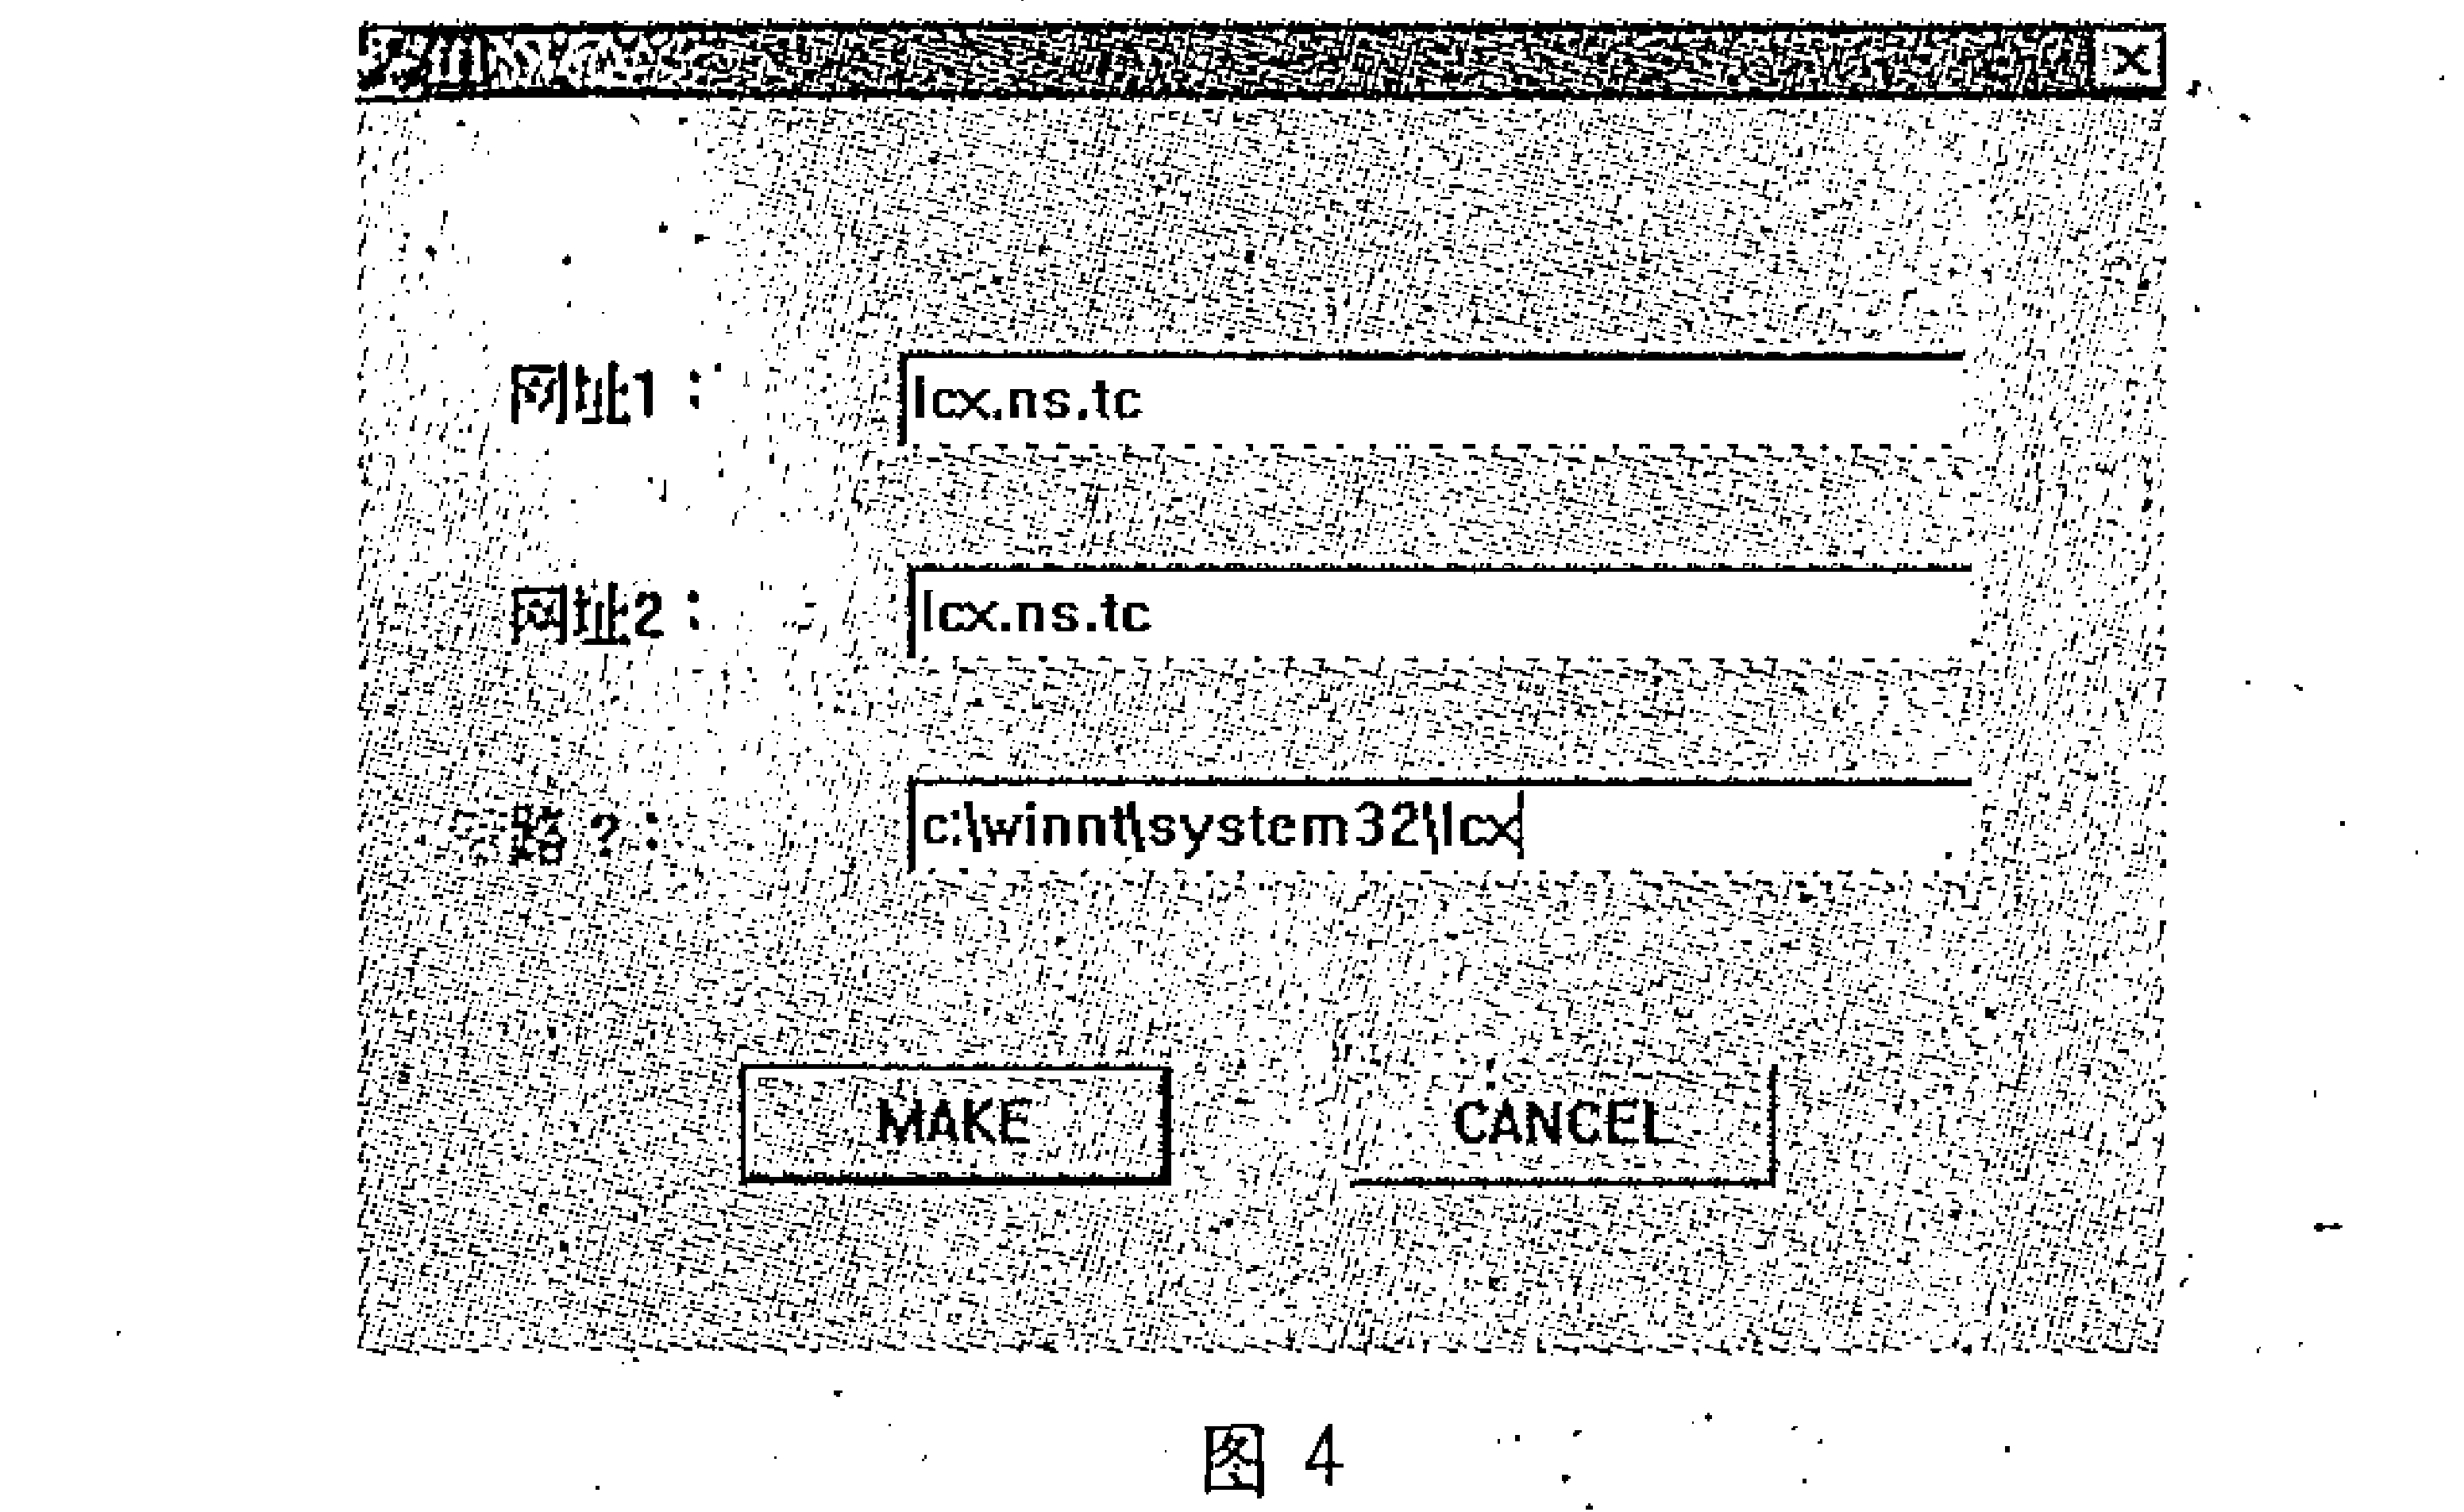 网址1：
lcx.ns.tc
网址2：
lcx.ns.tc
路？：
c:\winnt\system32\lcx
MAKE
CANCEL
图 4